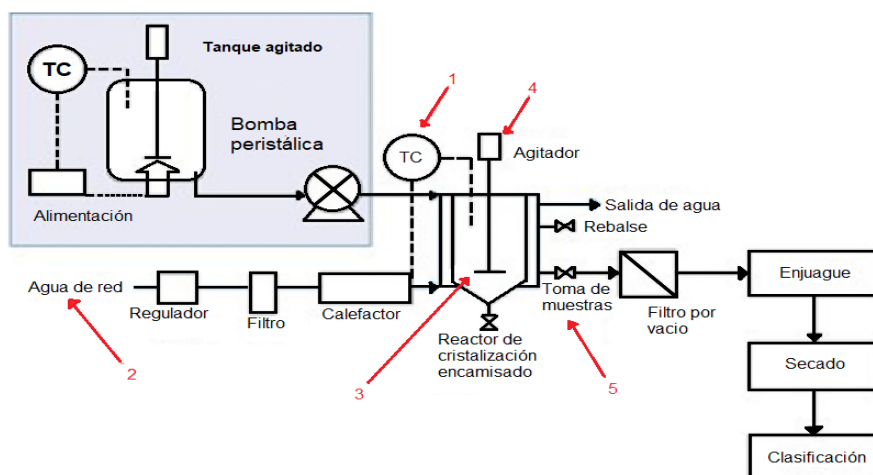 Tanque agitado
TC
Bomba
peristálica
Alimentación
1
4
TC
Agitador
Salida de agua
Rebalse
Agua de red
Regulador
Filtro
Calefactor
Toma de
muestras
Filtro por
vacio
Enjuague
Reactor de
cristalización
encamisado
2
3
5
Secado
Clasificación